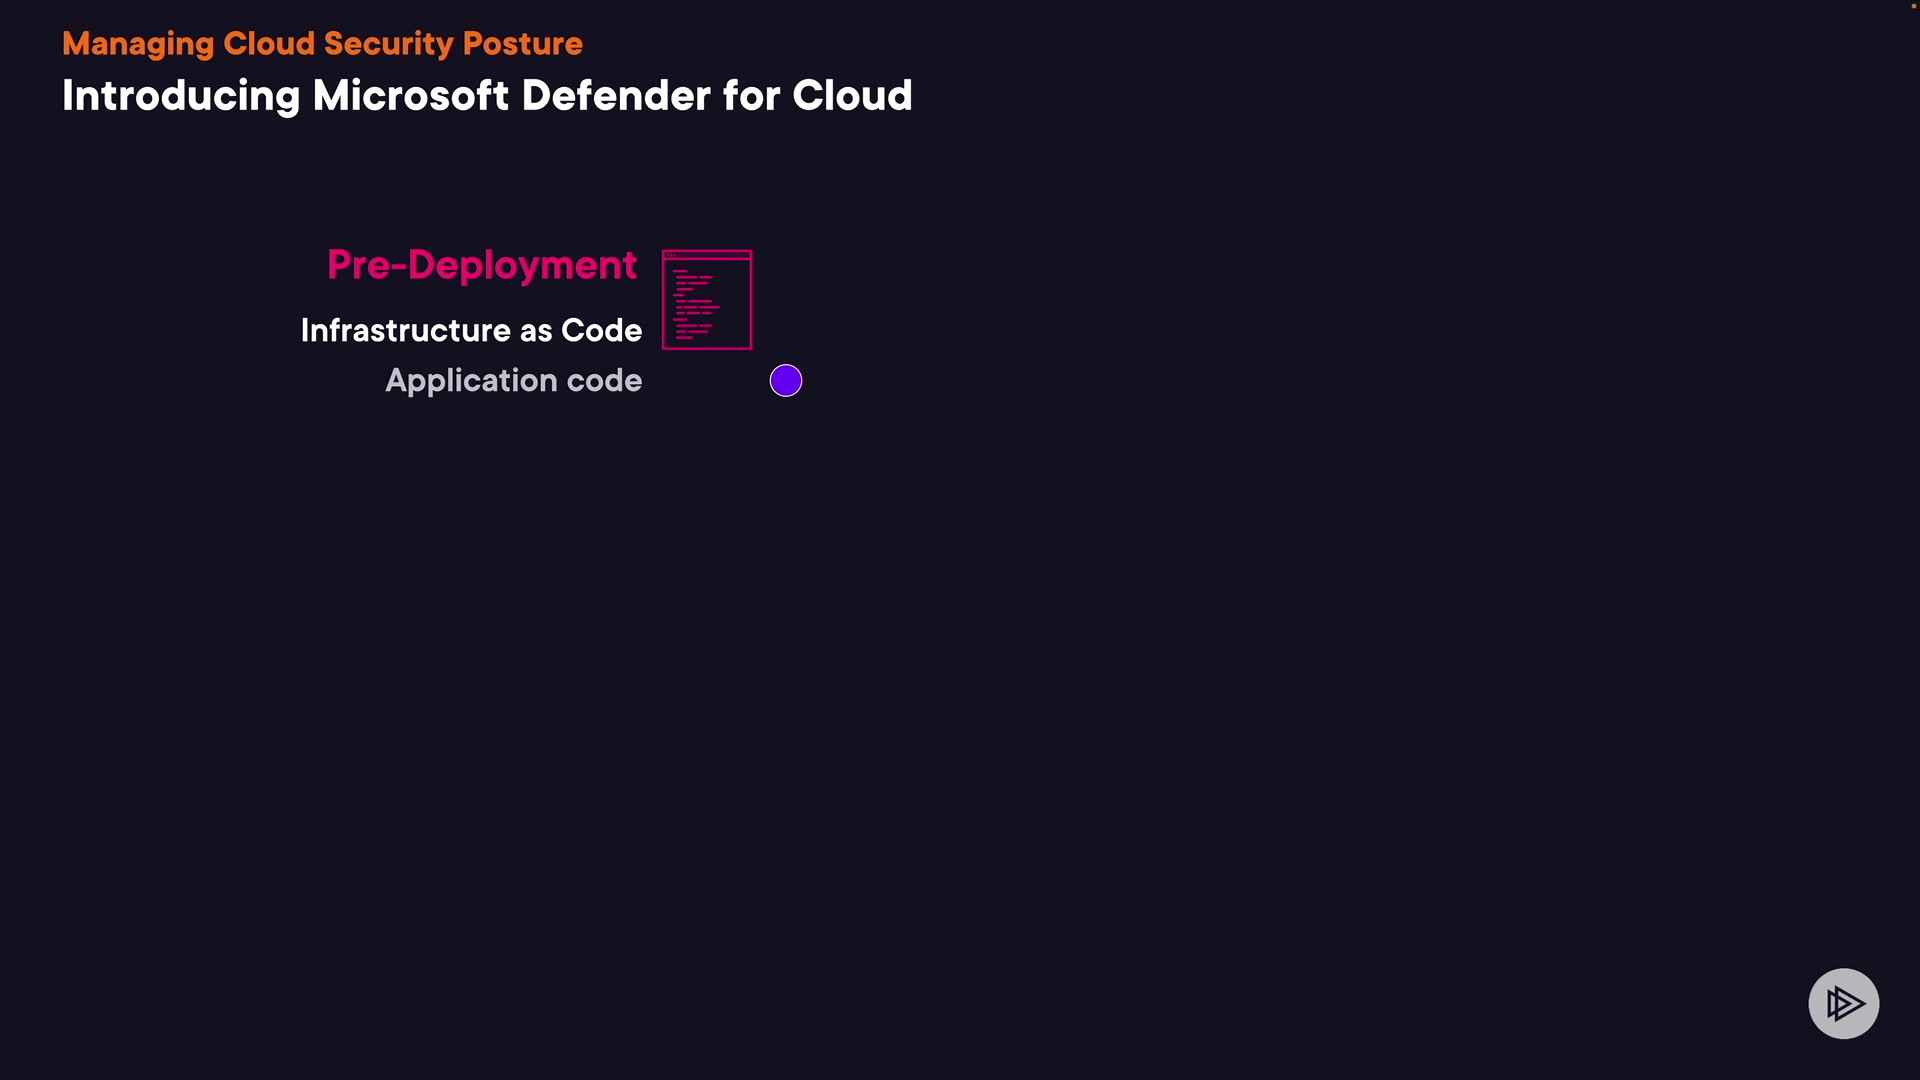 Managing Cloud Security Posture
Introducing Microsoft Defender for Cloud
Pre-Deployment
Infrastructure as Code
Application code